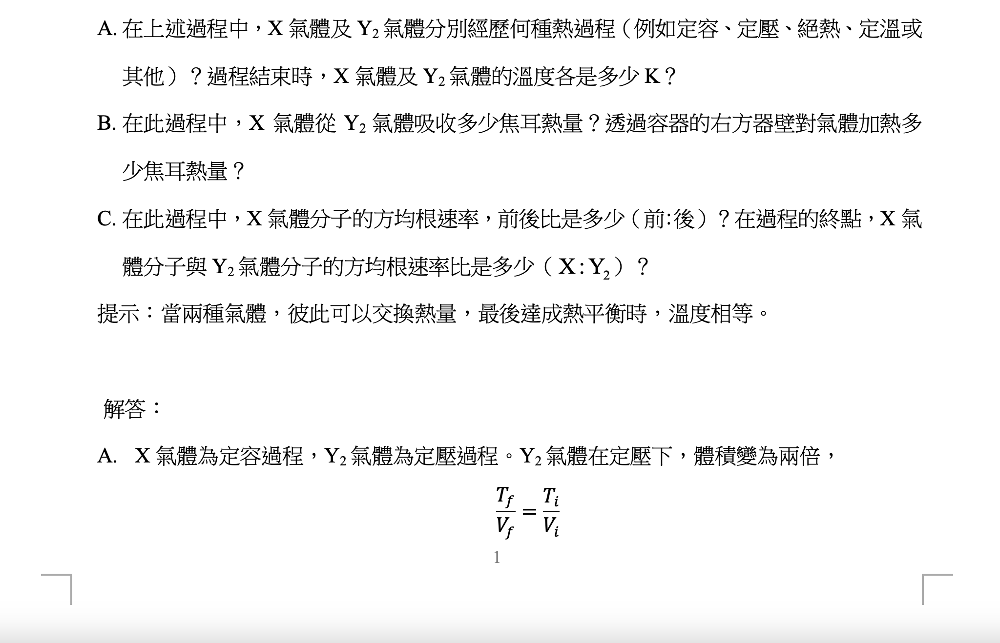 A. 在上述過程中，X 氣體及 Y₂ 氣體分別經歷何種熱過程（例如定容、定壓、絕熱、定溫或
其他）？過程結束時，X 氣體及 Y₂ 氣體的溫度各是多少 K？
B. 在此過程中，X 氣體從 Y₂ 氣體吸收多少焦耳熱量？透過容器的右方器壁對氣體加熱多
少焦耳熱量？
C. 在此過程中，X 氣體分子的方均根速率，前後比是多少（前:後）？在過程的終點，X 氣
體分子與 Y₂ 氣體分子的方均根速率比是多少（X:Y₂）？
提示：當兩種氣體，彼此可以交換熱量，最後達成熱平衡時，溫度相等。
解答：
A. X 氣體為定容過程，Y₂ 氣體為定壓過程。Y₂ 氣體在定壓下，體積變為兩倍，
T_f/V_f = T_i/V_i
1